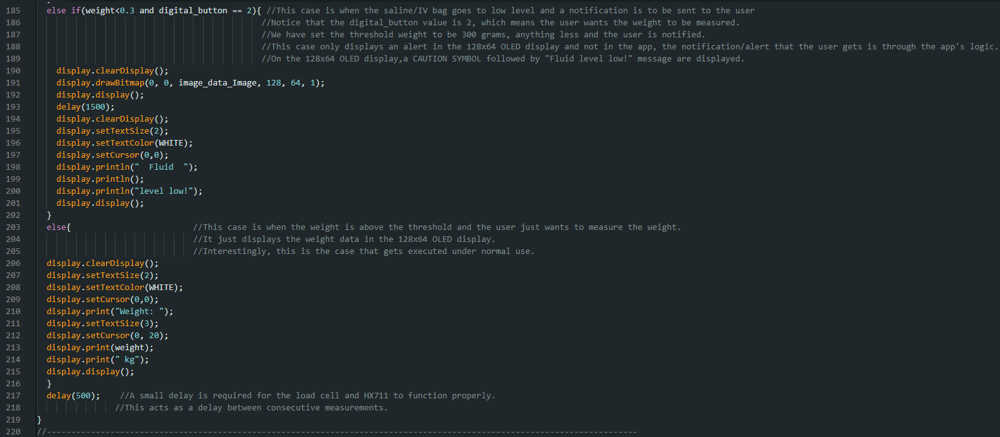 185 else if(weight<0.3 and digital_button == 2){ //This case is when the saline/IV bag goes to low level and a notification is to be sent to the user
186 //Notice that the digital_button value is 2, which means the user wants the weight to be measured.
187 //We have set the threshold weight to be 300 grams, anything less and the user is notified.
188 //This case only displays an alert in the 128x64 OLED display and not in the app, the notification/alert that the user gets is through the app's logic.
189 //On the 128x64 OLED display,a CAUTION SYMBOL followed by "Fluid level low!" message are displayed.
190 display.clearDisplay();
191 display.drawBitmap(0, 0, image_data_Image, 128, 64, 1);
192 display.display();
193 delay(1500);
194 display.clearDisplay();
195 display.setTextSize(2);
196 display.setTextColor(WHITE);
197 display.setCursor(0,0);
198 display.println("  Fluid  ");
199 display.println();
200 display.println("level low!");
201 display.display();
202 }
203 else{ //This case is when the weight is above the threshold and the user just wants to measure the weight.
204 //It just displays the weight data in the 128x64 OLED display.
205 //Interestingly, this is the case that gets executed under normal use.
206 display.clearDisplay();
207 display.setTextSize(2);
208 display.setTextColor(WHITE);
209 display.setCursor(0,0);
210 display.print("Weight: ");
211 display.setTextSize(3);
212 display.setCursor(0, 20);
213 display.print(weight);
214 display.print(" kg");
215 display.display();
216 }
217 delay(500); //A small delay is required for the load cell and HX711 to function properly.
218 //This acts as a delay between consecutive measurements.
219 }
220 //-------------------------------------------------------------------------------------------------------------------------